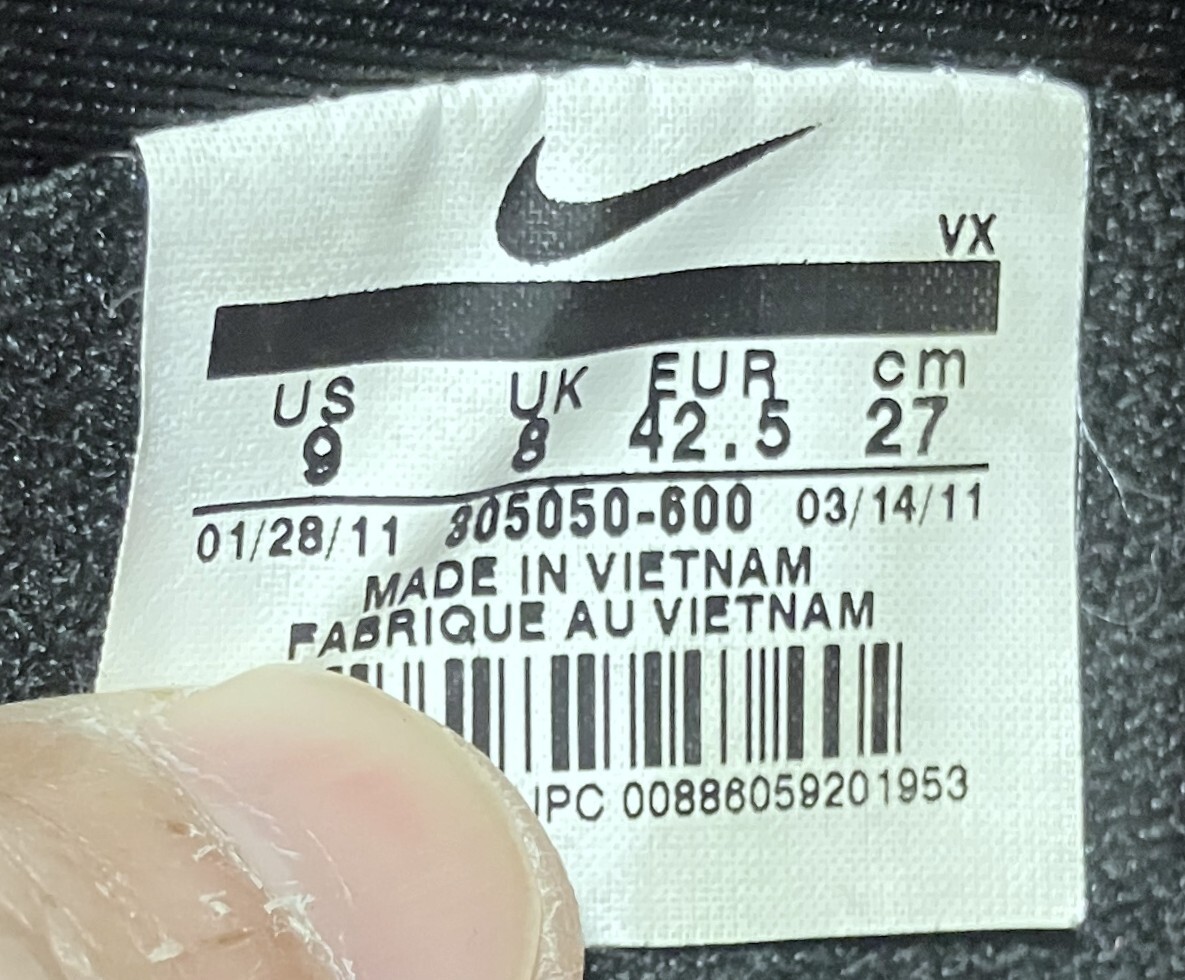 VX
US UK EUR cm
9 8 42.5 27
01/28/11 305050-600 03/14/11
MADE IN VIETNAM
FABRIQUE AU VIETNAM
UPC 00886059201953